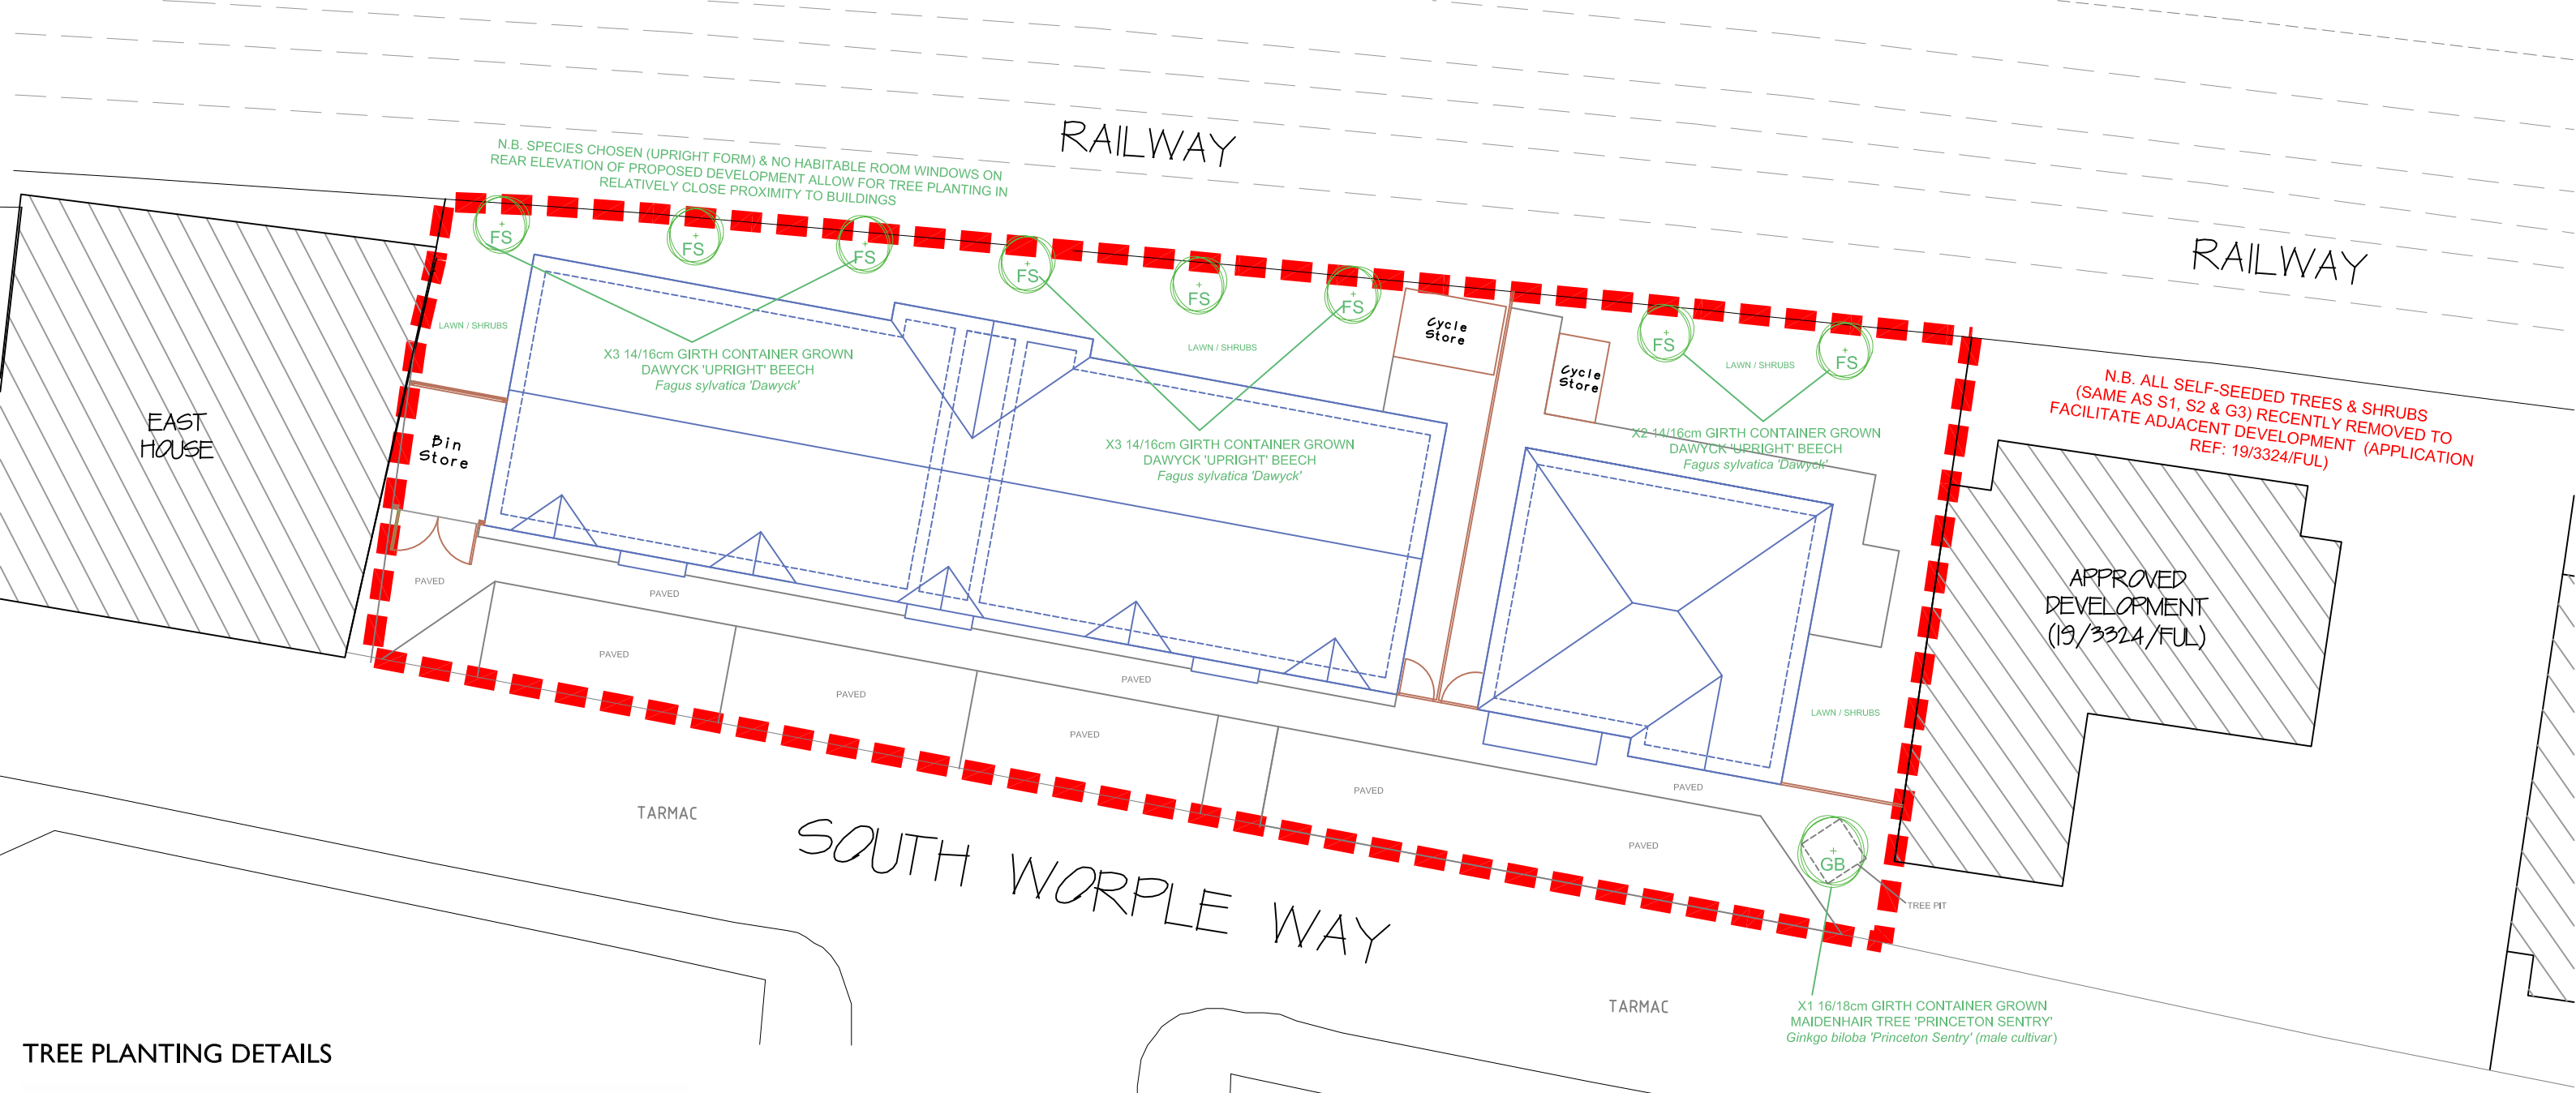 RAILWAY
N.B. SPECIES CHOSEN (UPRIGHT FORM) & NO HABITABLE ROOM WINDOWS ON
REAR ELEVATION OF PROPOSED DEVELOPMENT ALLOW FOR TREE PLANTING IN
RELATIVELY CLOSE PROXIMITY TO BUILDINGS
RAILWAY
FS
FS
FS
FS
FS
FS
FS
FS
LAWN / SHRUBS
Cycle
Store
LAWN / SHRUBS
LAWN / SHRUBS
Cycle
Store
X3 14/16cm GIRTH CONTAINER GROWN
DAWYCK 'UPRIGHT' BEECH
Fagus sylvatica 'Dawyck'
N.B. ALL SELF-SEEDED TREES & SHRUBS
(SAME AS S1, S2 & G3) RECENTLY REMOVED TO
FACILITATE ADJACENT DEVELOPMENT (APPLICATION
REF: 19/3324/FUL)
EAST
HOUSE
Bin
Store
X3 14/16cm GIRTH CONTAINER GROWN
DAWYCK 'UPRIGHT' BEECH
Fagus sylvatica 'Dawyck'
X2 14/16cm GIRTH CONTAINER GROWN
DAWYCK 'UPRIGHT' BEECH
Fagus sylvatica 'Dawyck'
PAVED
PAVED
APPROVED
DEVELOPMENT
(19/3324/FUL)
PAVED
PAVED
PAVED
PAVED
LAWN / SHRUBS
PAVED
PAVED
PAVED
TARMAC
SOUTH WORPLE WAY
GB
TREE PIT
TARMAC
X1 16/18cm GIRTH CONTAINER GROWN
MAIDENHAIR TREE 'PRINCETON SENTRY'
Ginkgo biloba 'Princeton Sentry' (male cultivar)
TREE PLANTING DETAILS